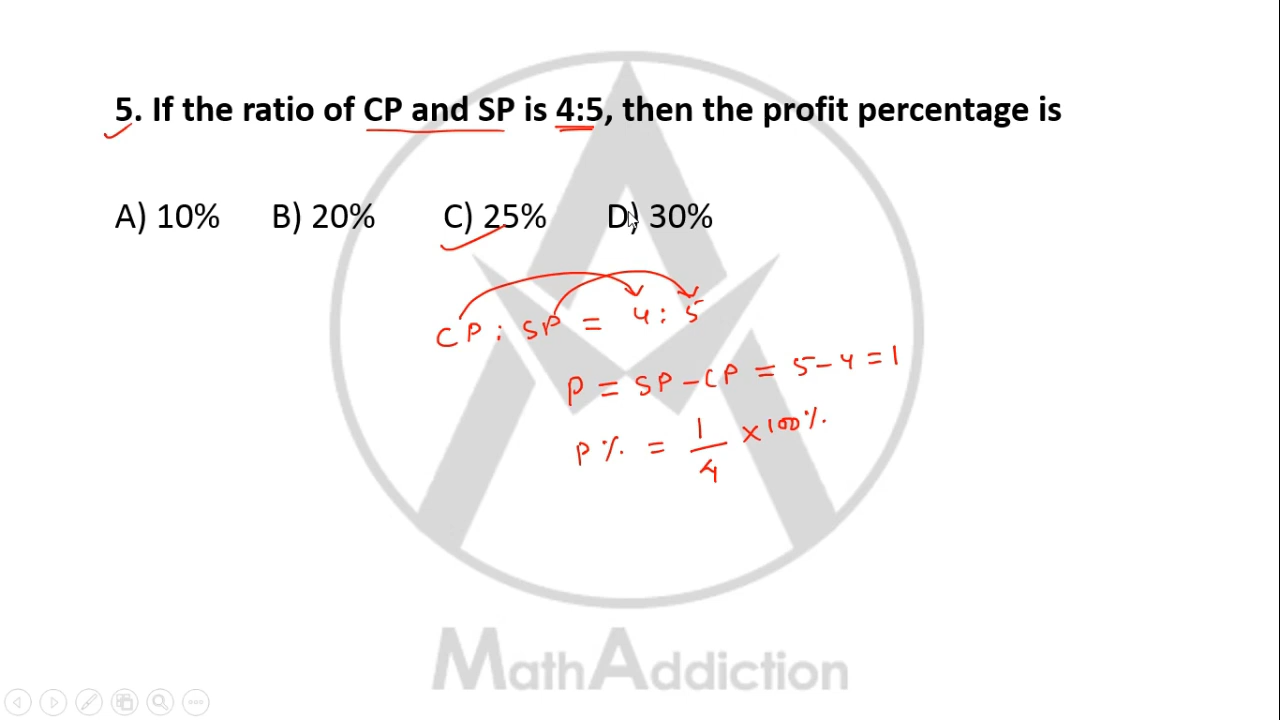 5. If the ratio of CP and SP is 4:5, then the profit percentage is
A) 10% B) 20% C) 25% D) 30%
CP : SP = 4 : 5
P = SP - CP = 5 - 4 = 1
P% = 1/4 × 100%
MathAddiction